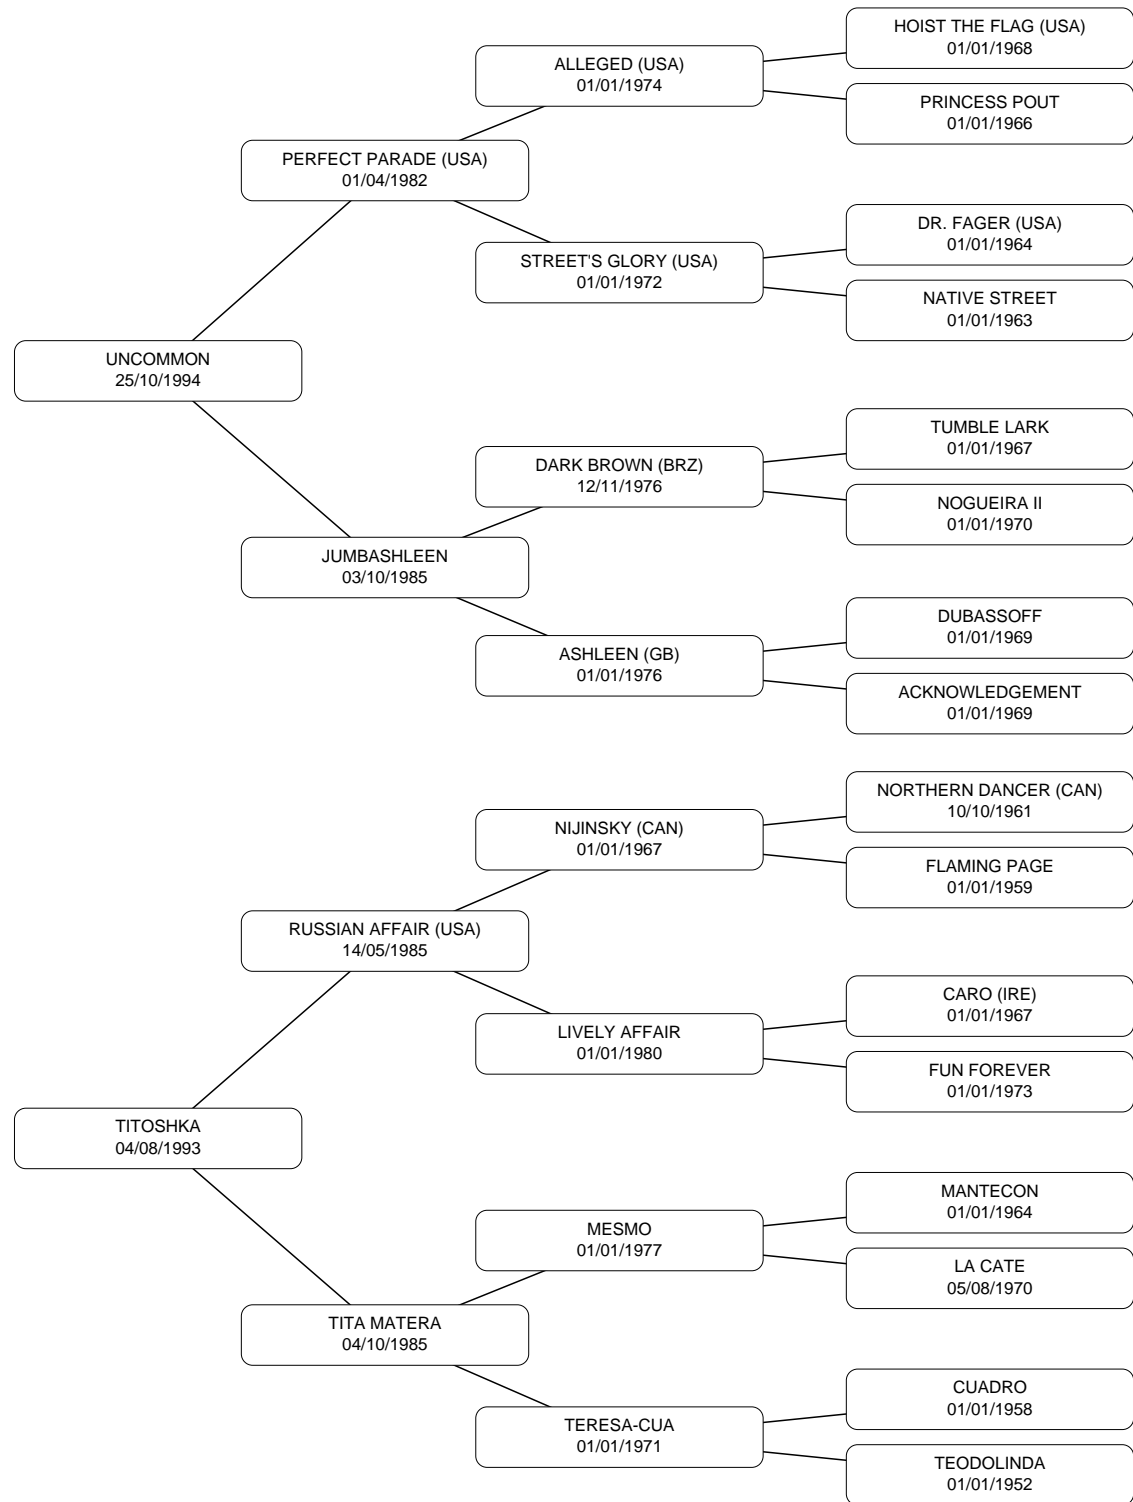 HOIST THE FLAG (USA)
01/01/1968
ALLEGED (USA)
01/01/1974
PRINCESS POUT
01/01/1966
PERFECT PARADE (USA)
01/04/1982
DR. FAGER (USA)
01/01/1964
STREET'S GLORY (USA)
01/01/1972
NATIVE STREET
01/01/1963
UNCOMMON
25/10/1994
TUMBLE LARK
01/01/1967
DARK BROWN (BRZ)
12/11/1976
NOGUEIRA II
01/01/1970
JUMBASHLEEN
03/10/1985
DUBASSOFF
01/01/1969
ASHLEEN (GB)
01/01/1976
ACKNOWLEDGEMENT
01/01/1969
NORTHERN DANCER (CAN)
10/10/1961
NIJINSKY (CAN)
01/01/1967
FLAMING PAGE
01/01/1959
RUSSIAN AFFAIR (USA)
14/05/1985
CARO (IRE)
01/01/1967
LIVELY AFFAIR
01/01/1980
FUN FOREVER
01/01/1973
TITOSHKA
04/08/1993
MANTECON
01/01/1964
MESMO
01/01/1977
LA CATE
05/08/1970
TITA MATERA
04/10/1985
CUADRO
01/01/1958
TERESA-CUA
01/01/1971
TEODOLINDA
01/01/1952